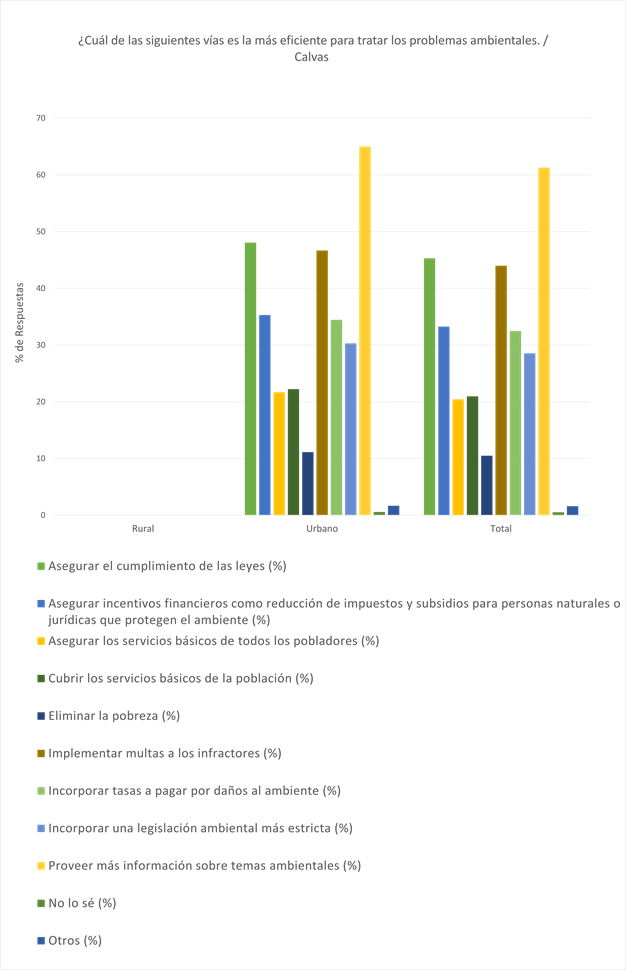 ¿Cuál de las siguientes vías es la más eficiente para tratar los problemas ambientales. /
Calvas
70
60
50
40
30
20
10
0
% de Respuestas
Rural
Urbano
Total
Asegurar el cumplimiento de las leyes (%)
Asegurar incentivos financieros como reducción de impuestos y subsidios para personas naturales o
jurídicas que protegen el ambiente (%)
Asegurar los servicios básicos de todos los pobladores (%)
Cubrir los servicios básicos de la población (%)
Eliminar la pobreza (%)
Implementar multas a los infractores (%)
Incorporar tasas a pagar por daños al ambiente (%)
Incorporar una legislación ambiental más estricta (%)
Proveer más información sobre temas ambientales (%)
No lo sé (%)
Otros (%)